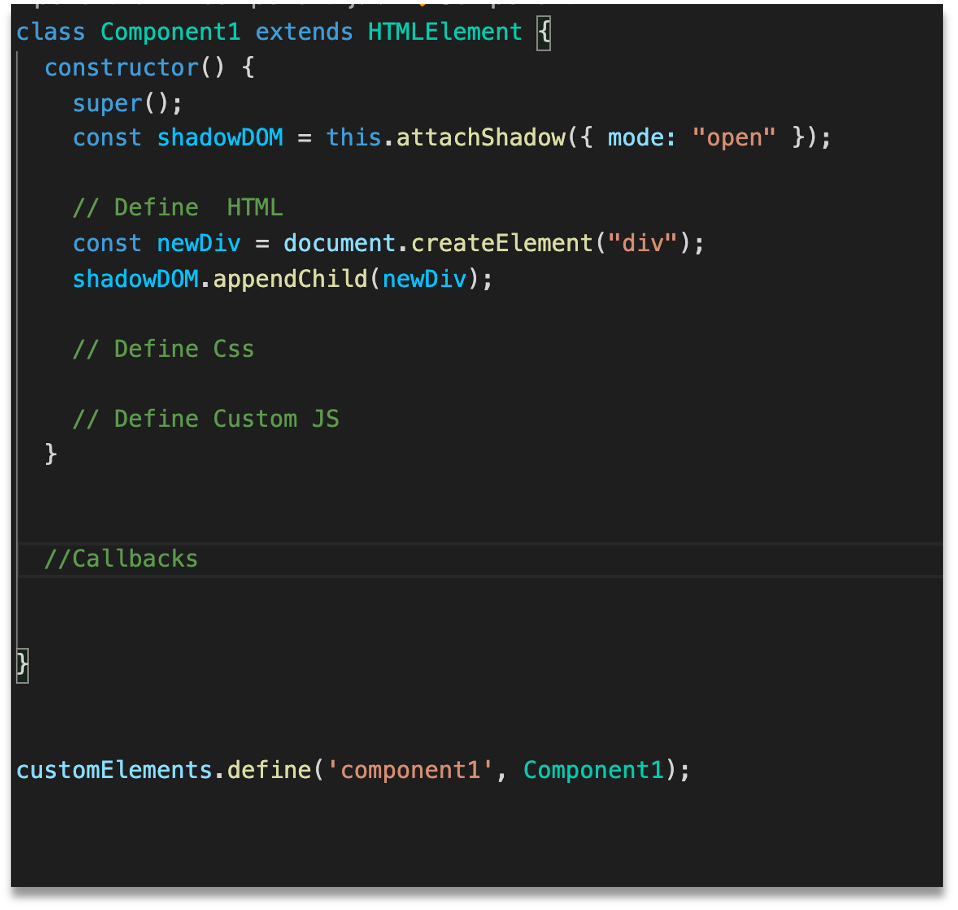 class Component1 extends HTMLElement {
constructor() {
super();
const shadowDOM = this.attachShadow({ mode: "open" });
// Define  HTML
const newDiv = document.createElement("div");
shadowDOM.appendChild(newDiv);
// Define Css
// Define Custom JS
}
//Callbacks
}
customElements.define('component1', Component1);